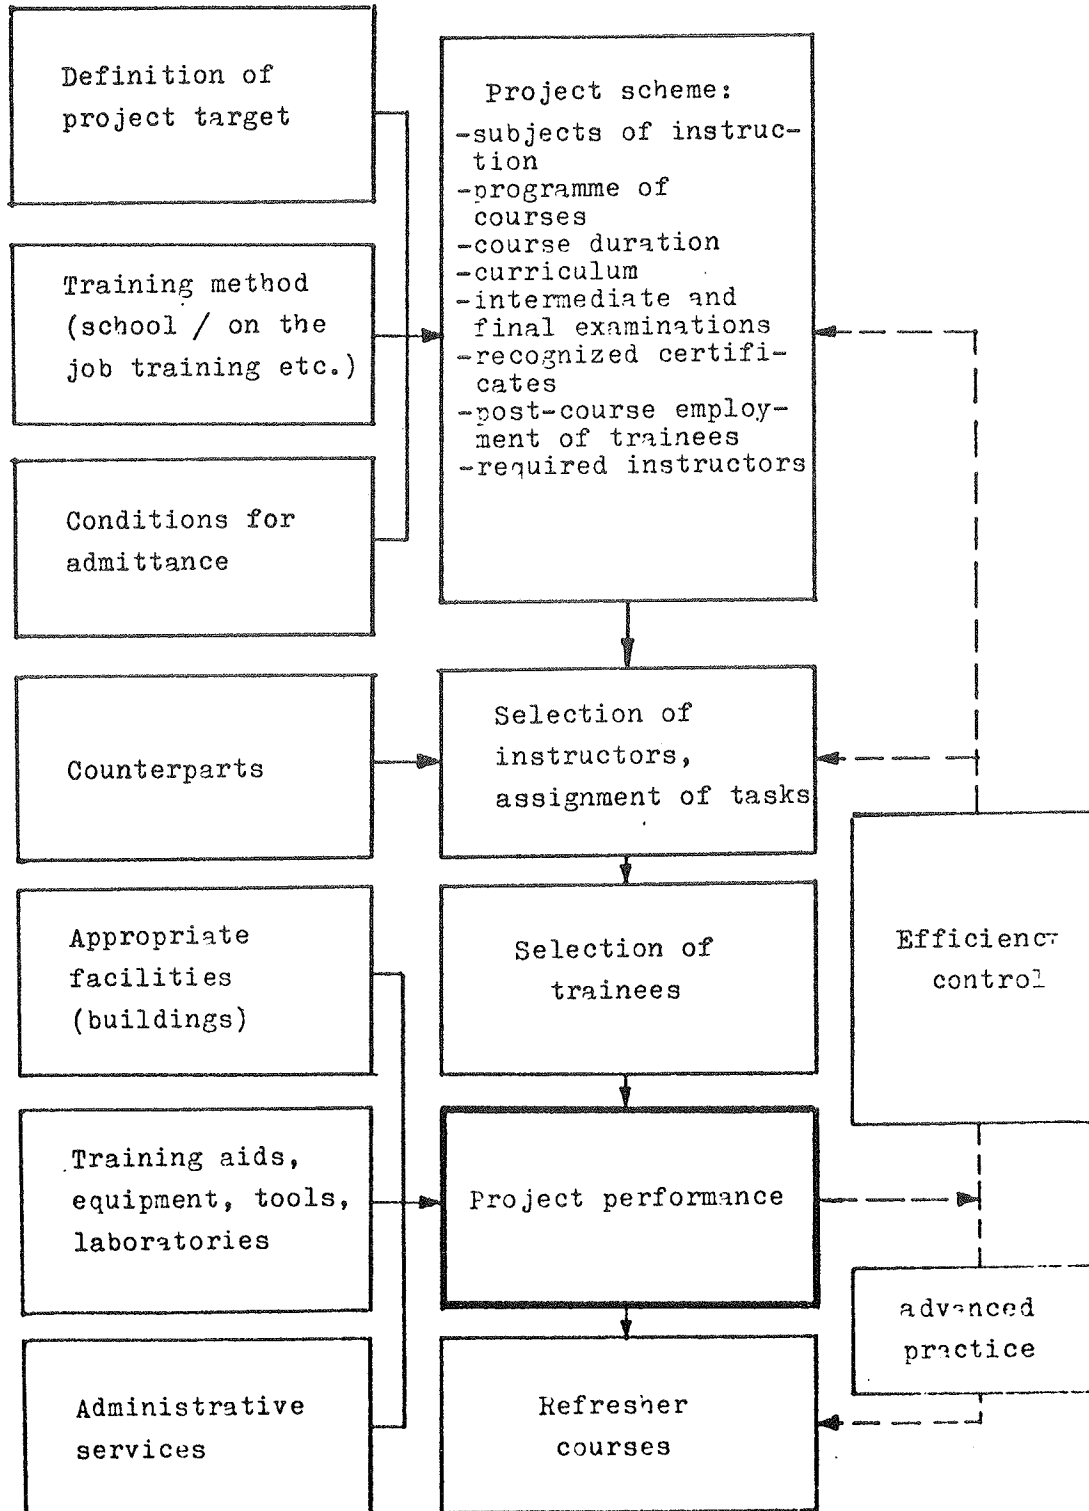 Definition of
project target
Training method
(school / on the
job training etc.)
Conditions for
admittance
Project scheme:
-subjects of instruc-
tion
-programme of
courses
-course duration
-curriculum
-intermediate and
final examinations
-recognized certifi-
cates
-post-course employ-
ment of trainees
-required instructors
Counterparts
Selection of
instructors,
assignment of tasks
Appropriate
facilities
(buildings)
Selection of
trainees
Efficiency
control
Training aids,
equipment, tools,
laboratories
Project performance
advanced
practice
Administrative
services
Refresher
courses